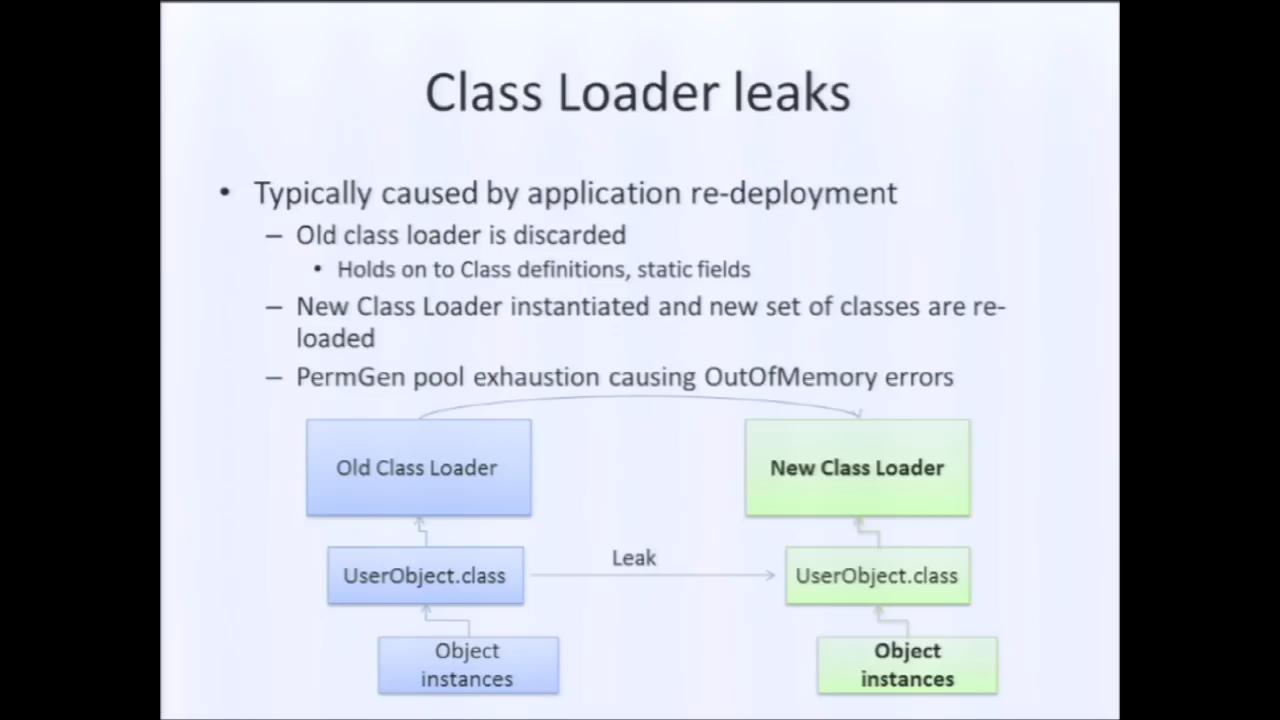 Class Loader leaks
• Typically caused by application re-deployment
– Old class loader is discarded
• Holds on to Class definitions, static fields
– New Class Loader instantiated and new set of classes are re-
loaded
– PermGen pool exhaustion causing OutOfMemory errors
Old Class Loader
New Class Loader
Leak
UserObject.class
UserObject.class
Object
instances
Object
instances